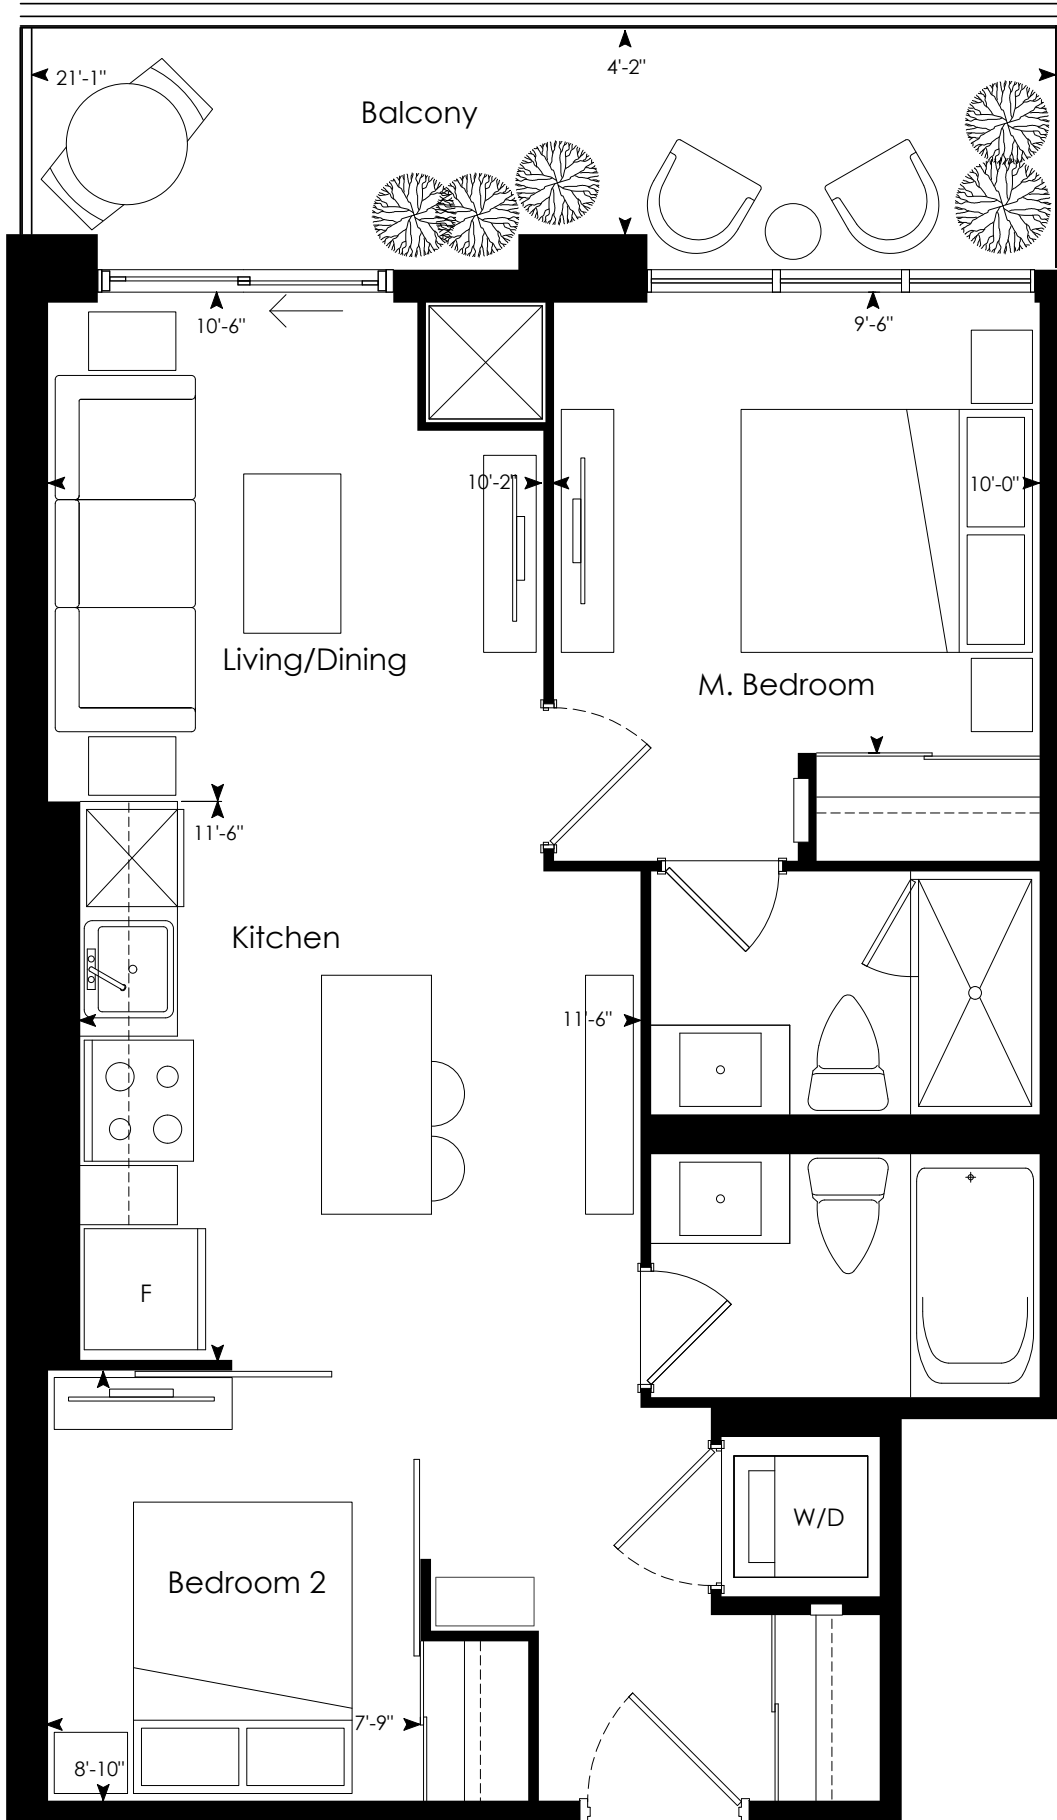 21'-1"
4'-2"
Balcony
10'-6"
9'-6"
10'-2"
10'-0"
Living/Dining
M. Bedroom
11'-6"
Kitchen
11'-6"
F
W/D
Bedroom 2
7'-9"
8'-10"